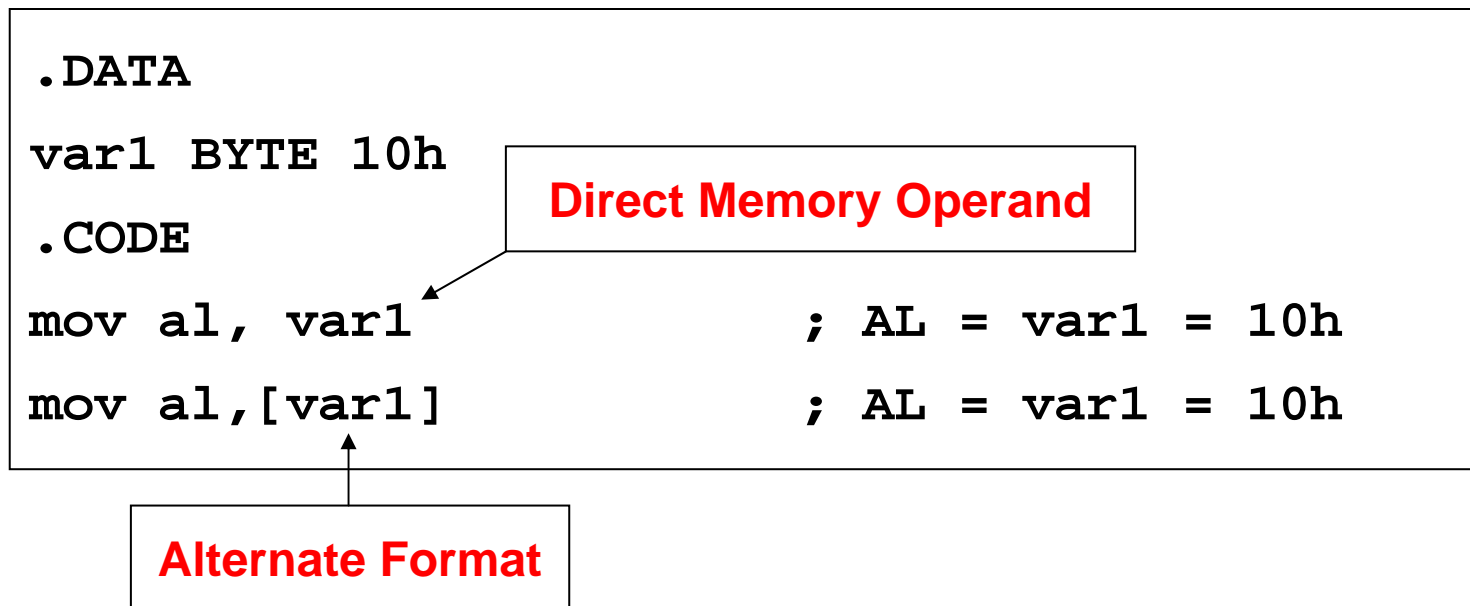 .DATA
var1 BYTE 10h
Direct Memory Operand
.CODE
mov al, var1 ; AL = var1 = 10h
mov al,[var1] ; AL = var1 = 10h
Alternate Format